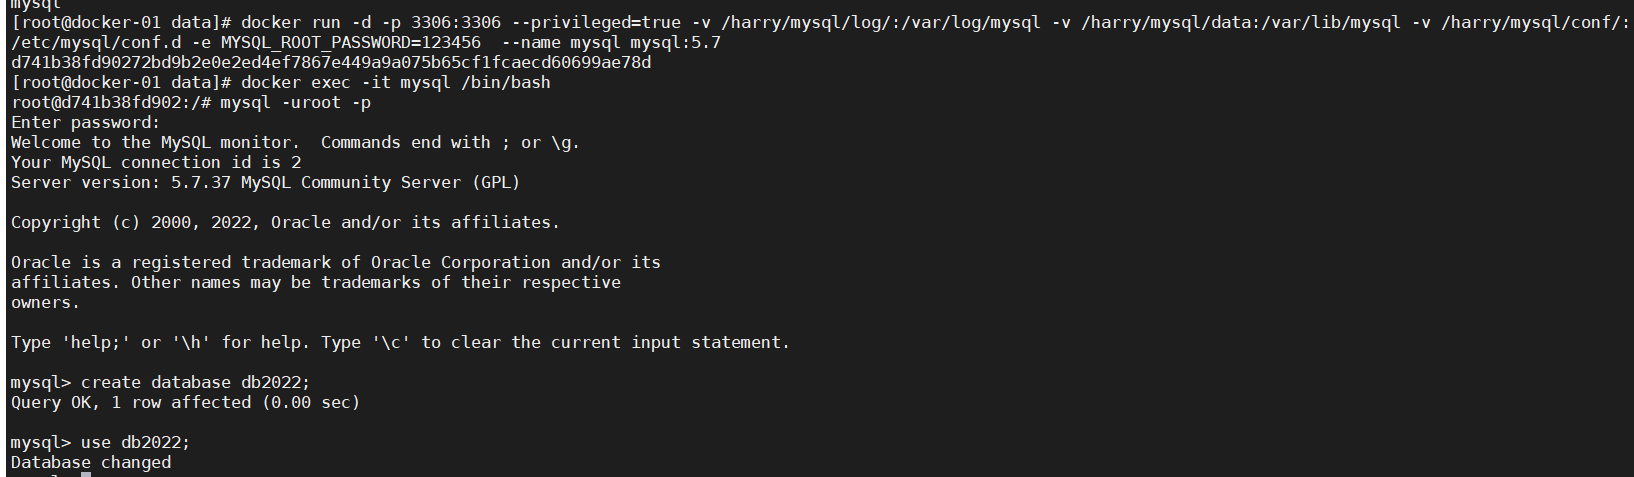 mysql
[root@docker-01 data]# docker run -d -p 3306:3306 --privileged=true -v /harry/mysql/log/:/var/log/mysql -v /harry/mysql/data:/var/lib/mysql -v /harry/mysql/conf/:
/etc/mysql/conf.d -e MYSQL_ROOT_PASSWORD=123456  --name mysql mysql:5.7
d741b38fd90272bd9b2e0e2ed4ef7867e449a9a075b65cf1fcaecd60699ae78d
[root@docker-01 data]# docker exec -it mysql /bin/bash
root@d741b38fd902:/# mysql -uroot -p
Enter password:
Welcome to the MySQL monitor.  Commands end with ; or \g.
Your MySQL connection id is 2
Server version: 5.7.37 MySQL Community Server (GPL)
Copyright (c) 2000, 2022, Oracle and/or its affiliates.
Oracle is a registered trademark of Oracle Corporation and/or its
affiliates. Other names may be trademarks of their respective
owners.
Type 'help;' or '\h' for help. Type '\c' to clear the current input statement.
mysql> create database db2022;
Query OK, 1 row affected (0.00 sec)
mysql> use db2022;
Database changed